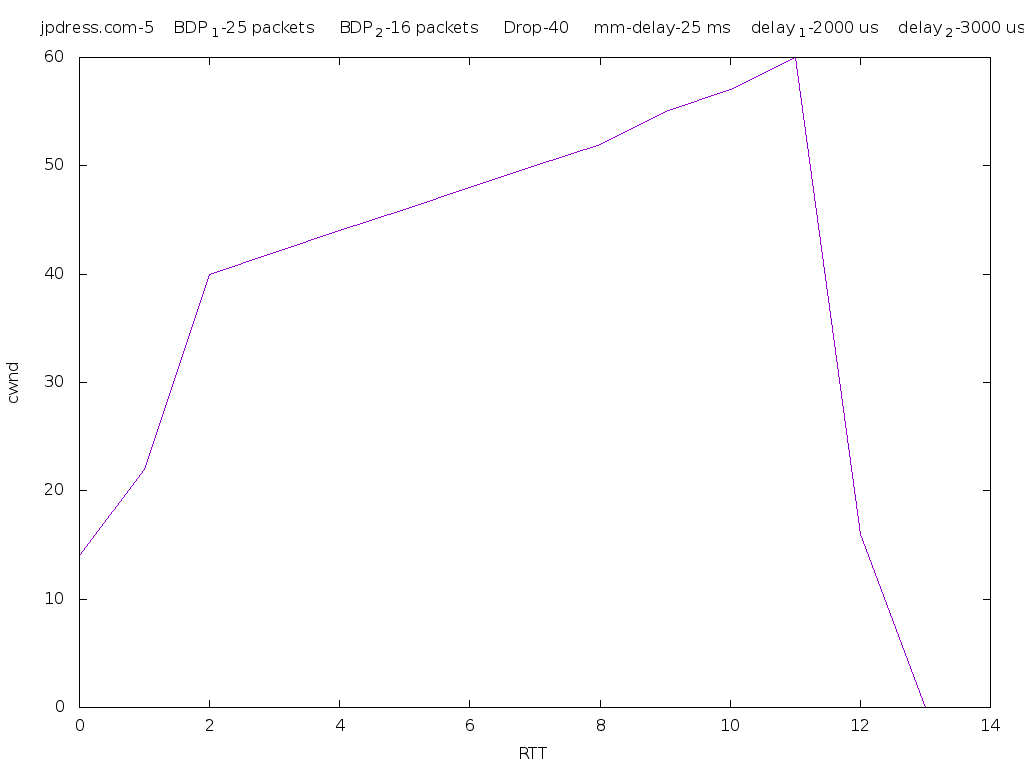 jpdress.com-5 BDP1-25 packets BDP2-16 packets Drop-40 mm-delay-25 ms delay1-2000 us delay2-3000 us
60
50
40
30
20
10
0
cwnd
0 2 4 6 8 10 12 14
RTT